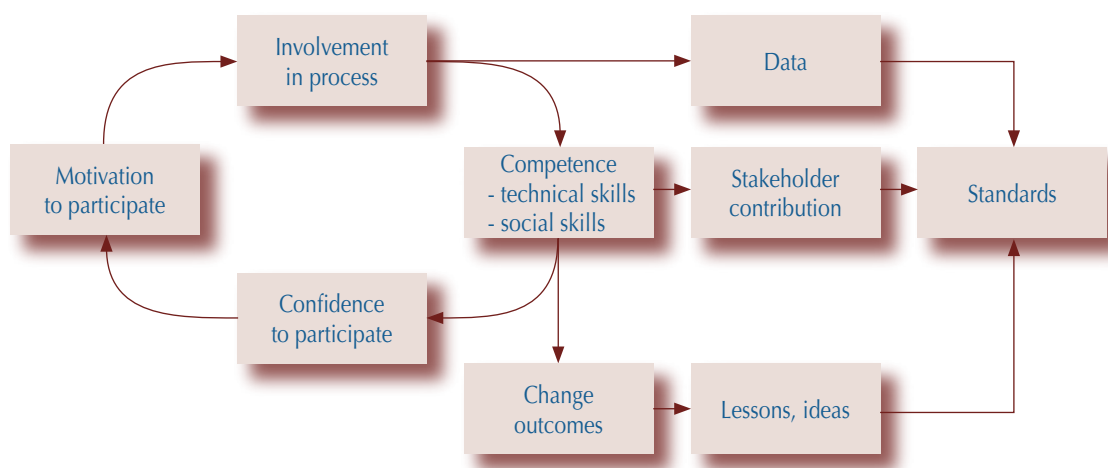 Involvement
in process
Data
Motivation
to participate
Competence
- technical skills
- social skills
Stakeholder
contribution
Standards
Confidence
to participate
Change
outcomes
Lessons, ideas